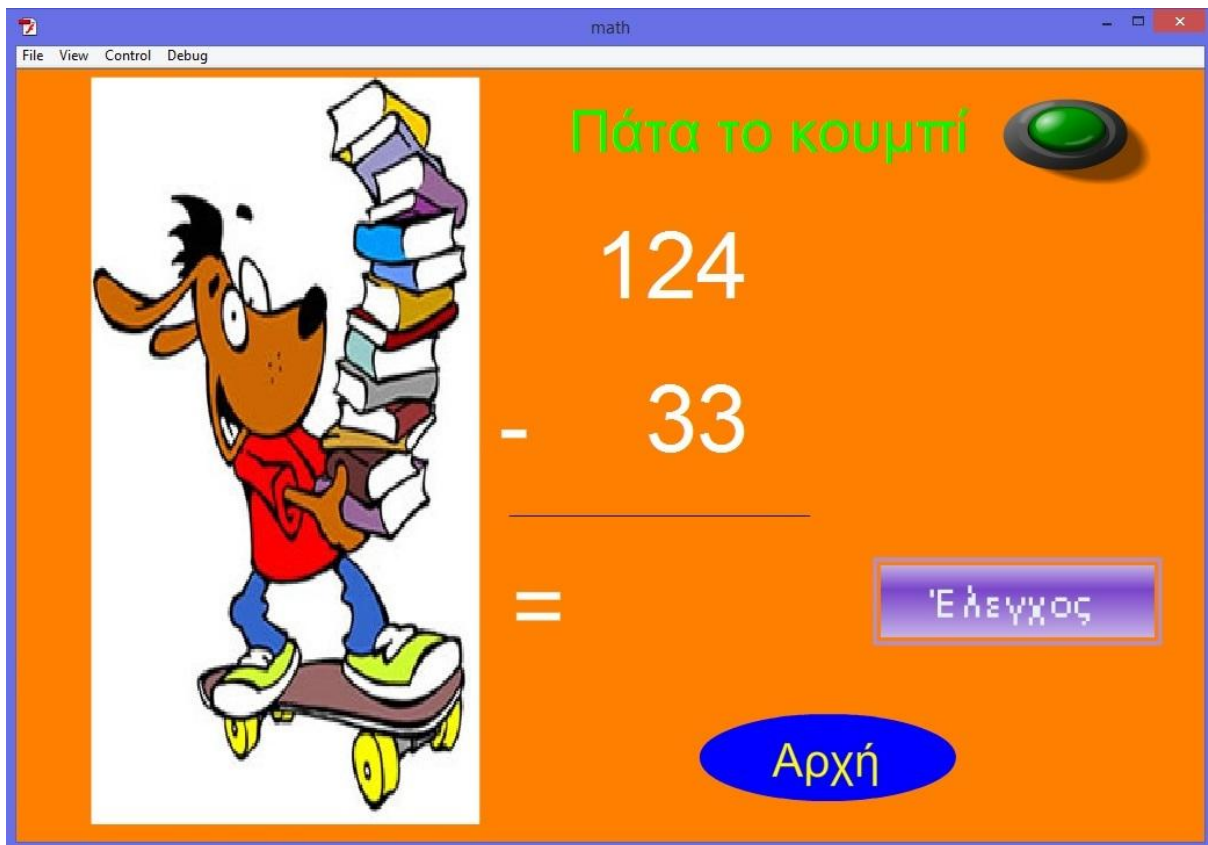 math
File View Control Debug
Πάτα το κουμπί
124
- 33
=
Έλεγχος
Αρχή